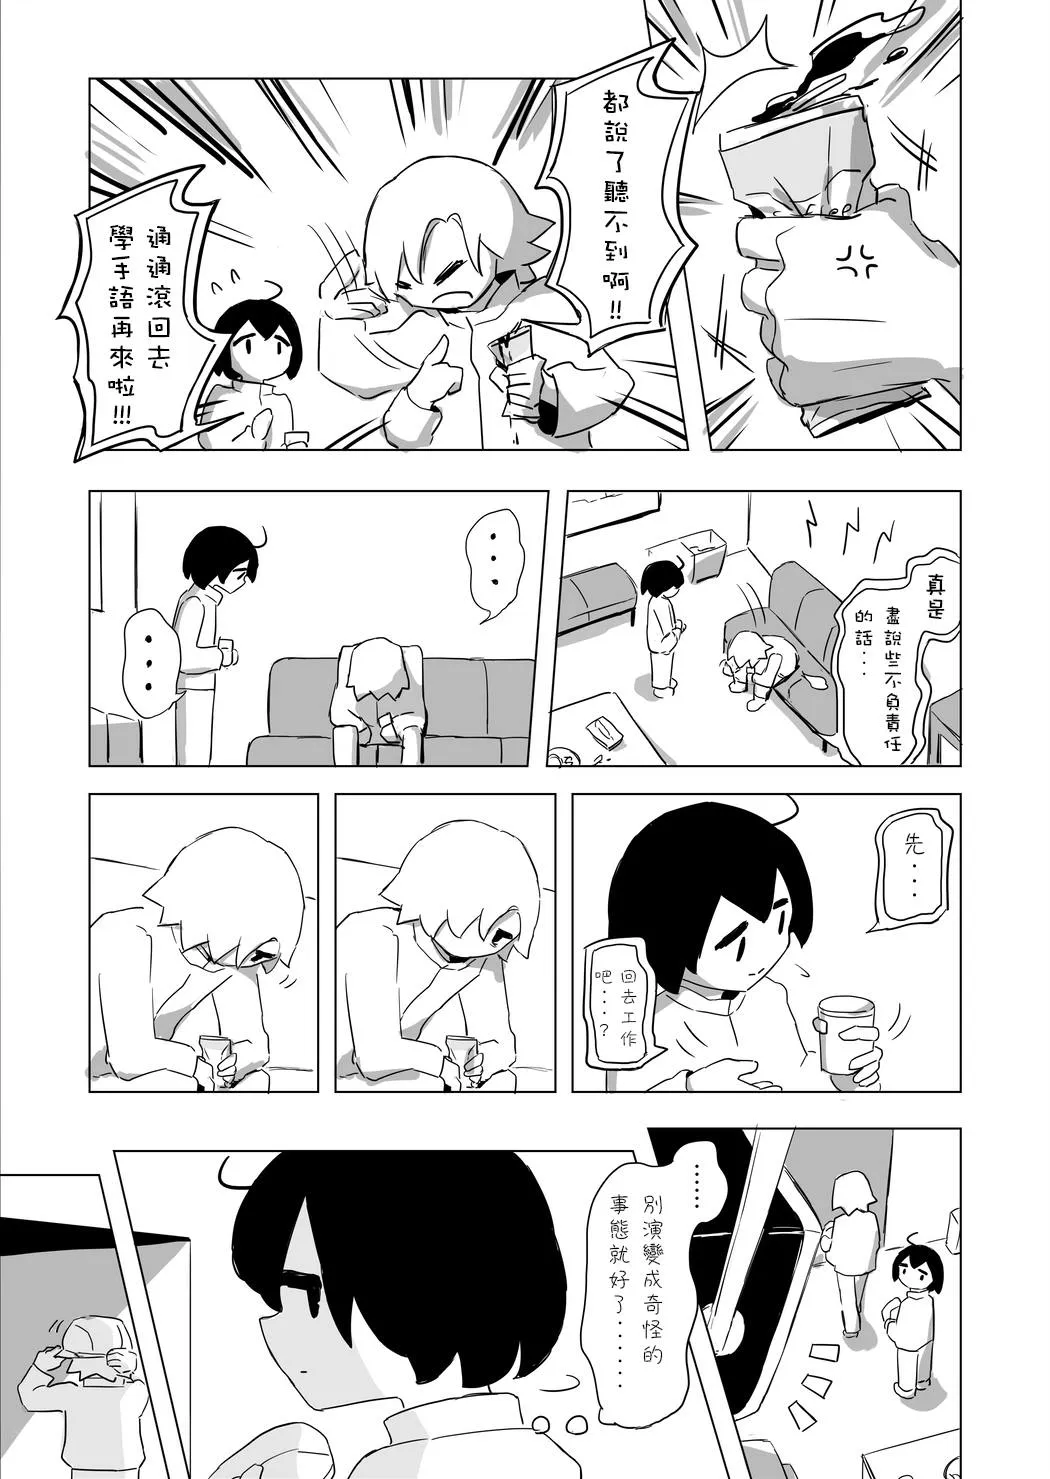 都說了聽不到啊!!
通通滾回去
學手語再來啦!!!
真是
盡說些不負責任
的話...
...
...
先...
回去工作
吧...?
......
別演變成奇怪的
事態就好了......